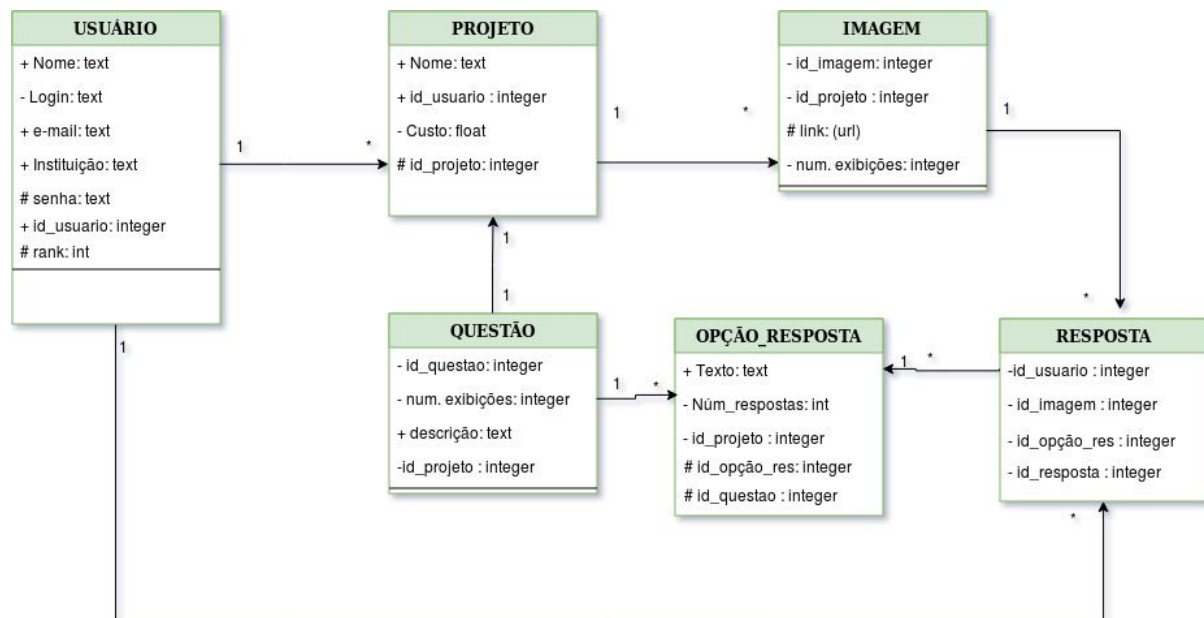 USUÁRIO
+ Nome: text
- Login: text
+ e-mail: text
+ Instituição: text
# senha: text
+ id_usuario: integer
# rank: int
1
*
PROJETO
+ Nome: text
+ id_usuario : integer
- Custo: float
# id_projeto: integer
1
*
IMAGEM
- id_imagem: integer
- id_projeto : integer
# link: (url)
- num. exibições: integer
1
*
1
1
QUESTÃO
- id_questao: integer
- num. exibições: integer
+ descrição: text
-id_projeto : integer
1
*
OPÇÃO_RESPOSTA
+ Texto: text
- Núm_respostas: int
- id_projeto : integer
# id_opção_res: integer
# id_questao : integer
1
*
RESPOSTA
-id_usuario : integer
- id_imagem : integer
- id_opção_res : integer
- id_resposta : integer
1
*